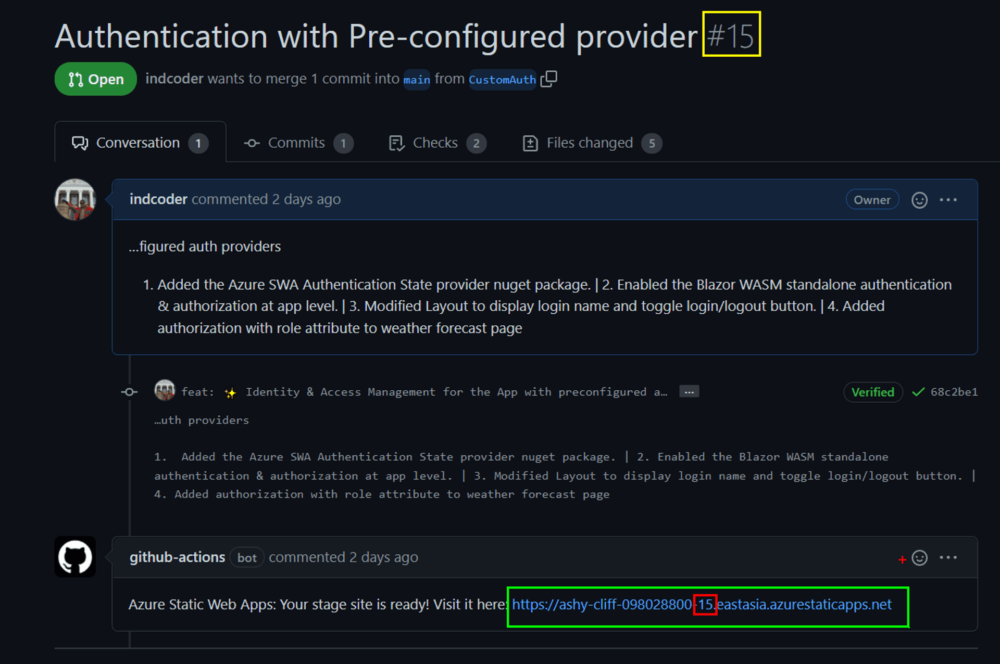 Authentication with Pre-configured provider #15
Open indcoder wants to merge 1 commit into main from CustomAuth
Conversation 1 Commits 1 Checks 2 Files changed 5
indcoder commented 2 days ago Owner
...figured auth providers
1. Added the Azure SWA Authentication State provider nuget package. | 2. Enabled the Blazor WASM standalone authentication
& authorization at app level. | 3. Modified Layout to display login name and toggle login/logout button. | 4. Added
authorization with role attribute to weather forecast page
feat: ✨ Identity & Access Management for the App with preconfigured a… ... Verified 68c2be1
…uth providers
1.  Added the Azure SWA Authentication State provider nuget package. | 2. Enabled the Blazor WASM standalone
authentication & authorization at app level. | 3. Modified Layout to display login name and toggle login/logout button. |
4. Added authorization with role attribute to weather forecast page
github-actions bot commented 2 days ago
Azure Static Web Apps: Your stage site is ready! Visit it here: https://ashy-cliff-098028800-15.eastasia.azurestaticapps.net